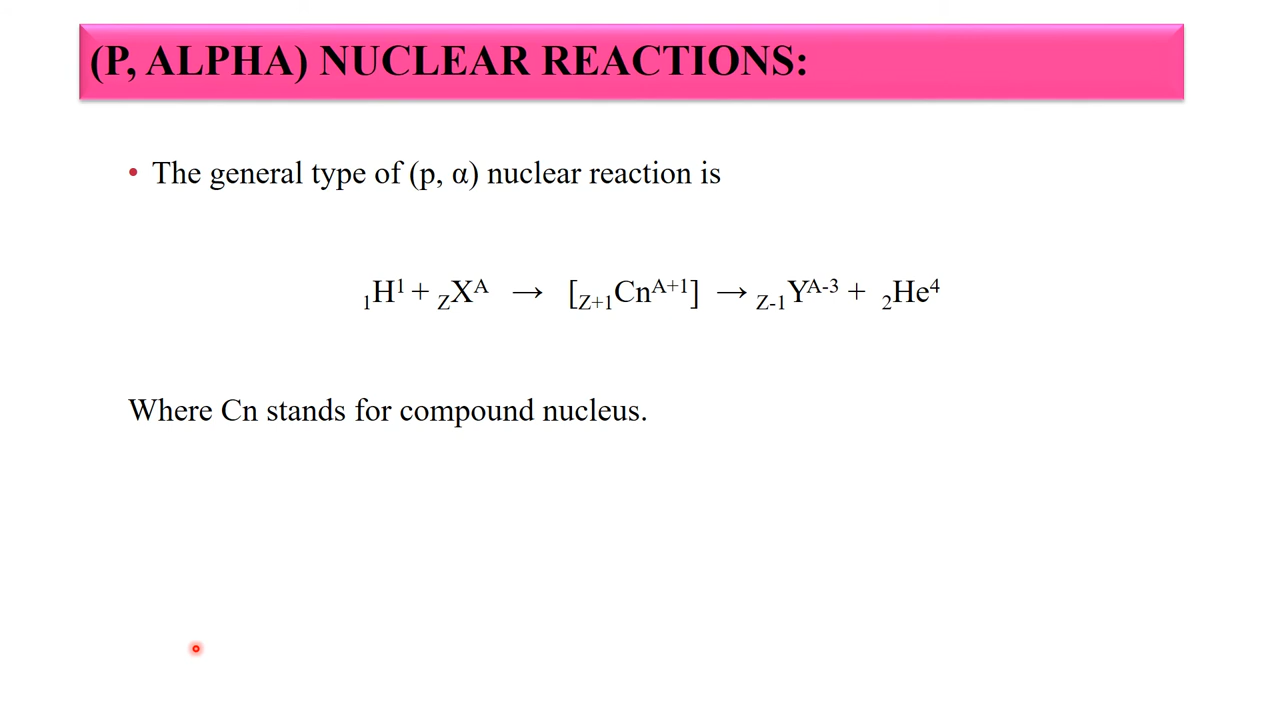 (P, ALPHA) NUCLEAR REACTIONS:
• The general type of (p, α) nuclear reaction is
₁H¹ + ZXᴬ → [Z+1Cnᴬ⁺¹] → Z-1Yᴬ⁻³ + ₂He⁴
Where Cn stands for compound nucleus.